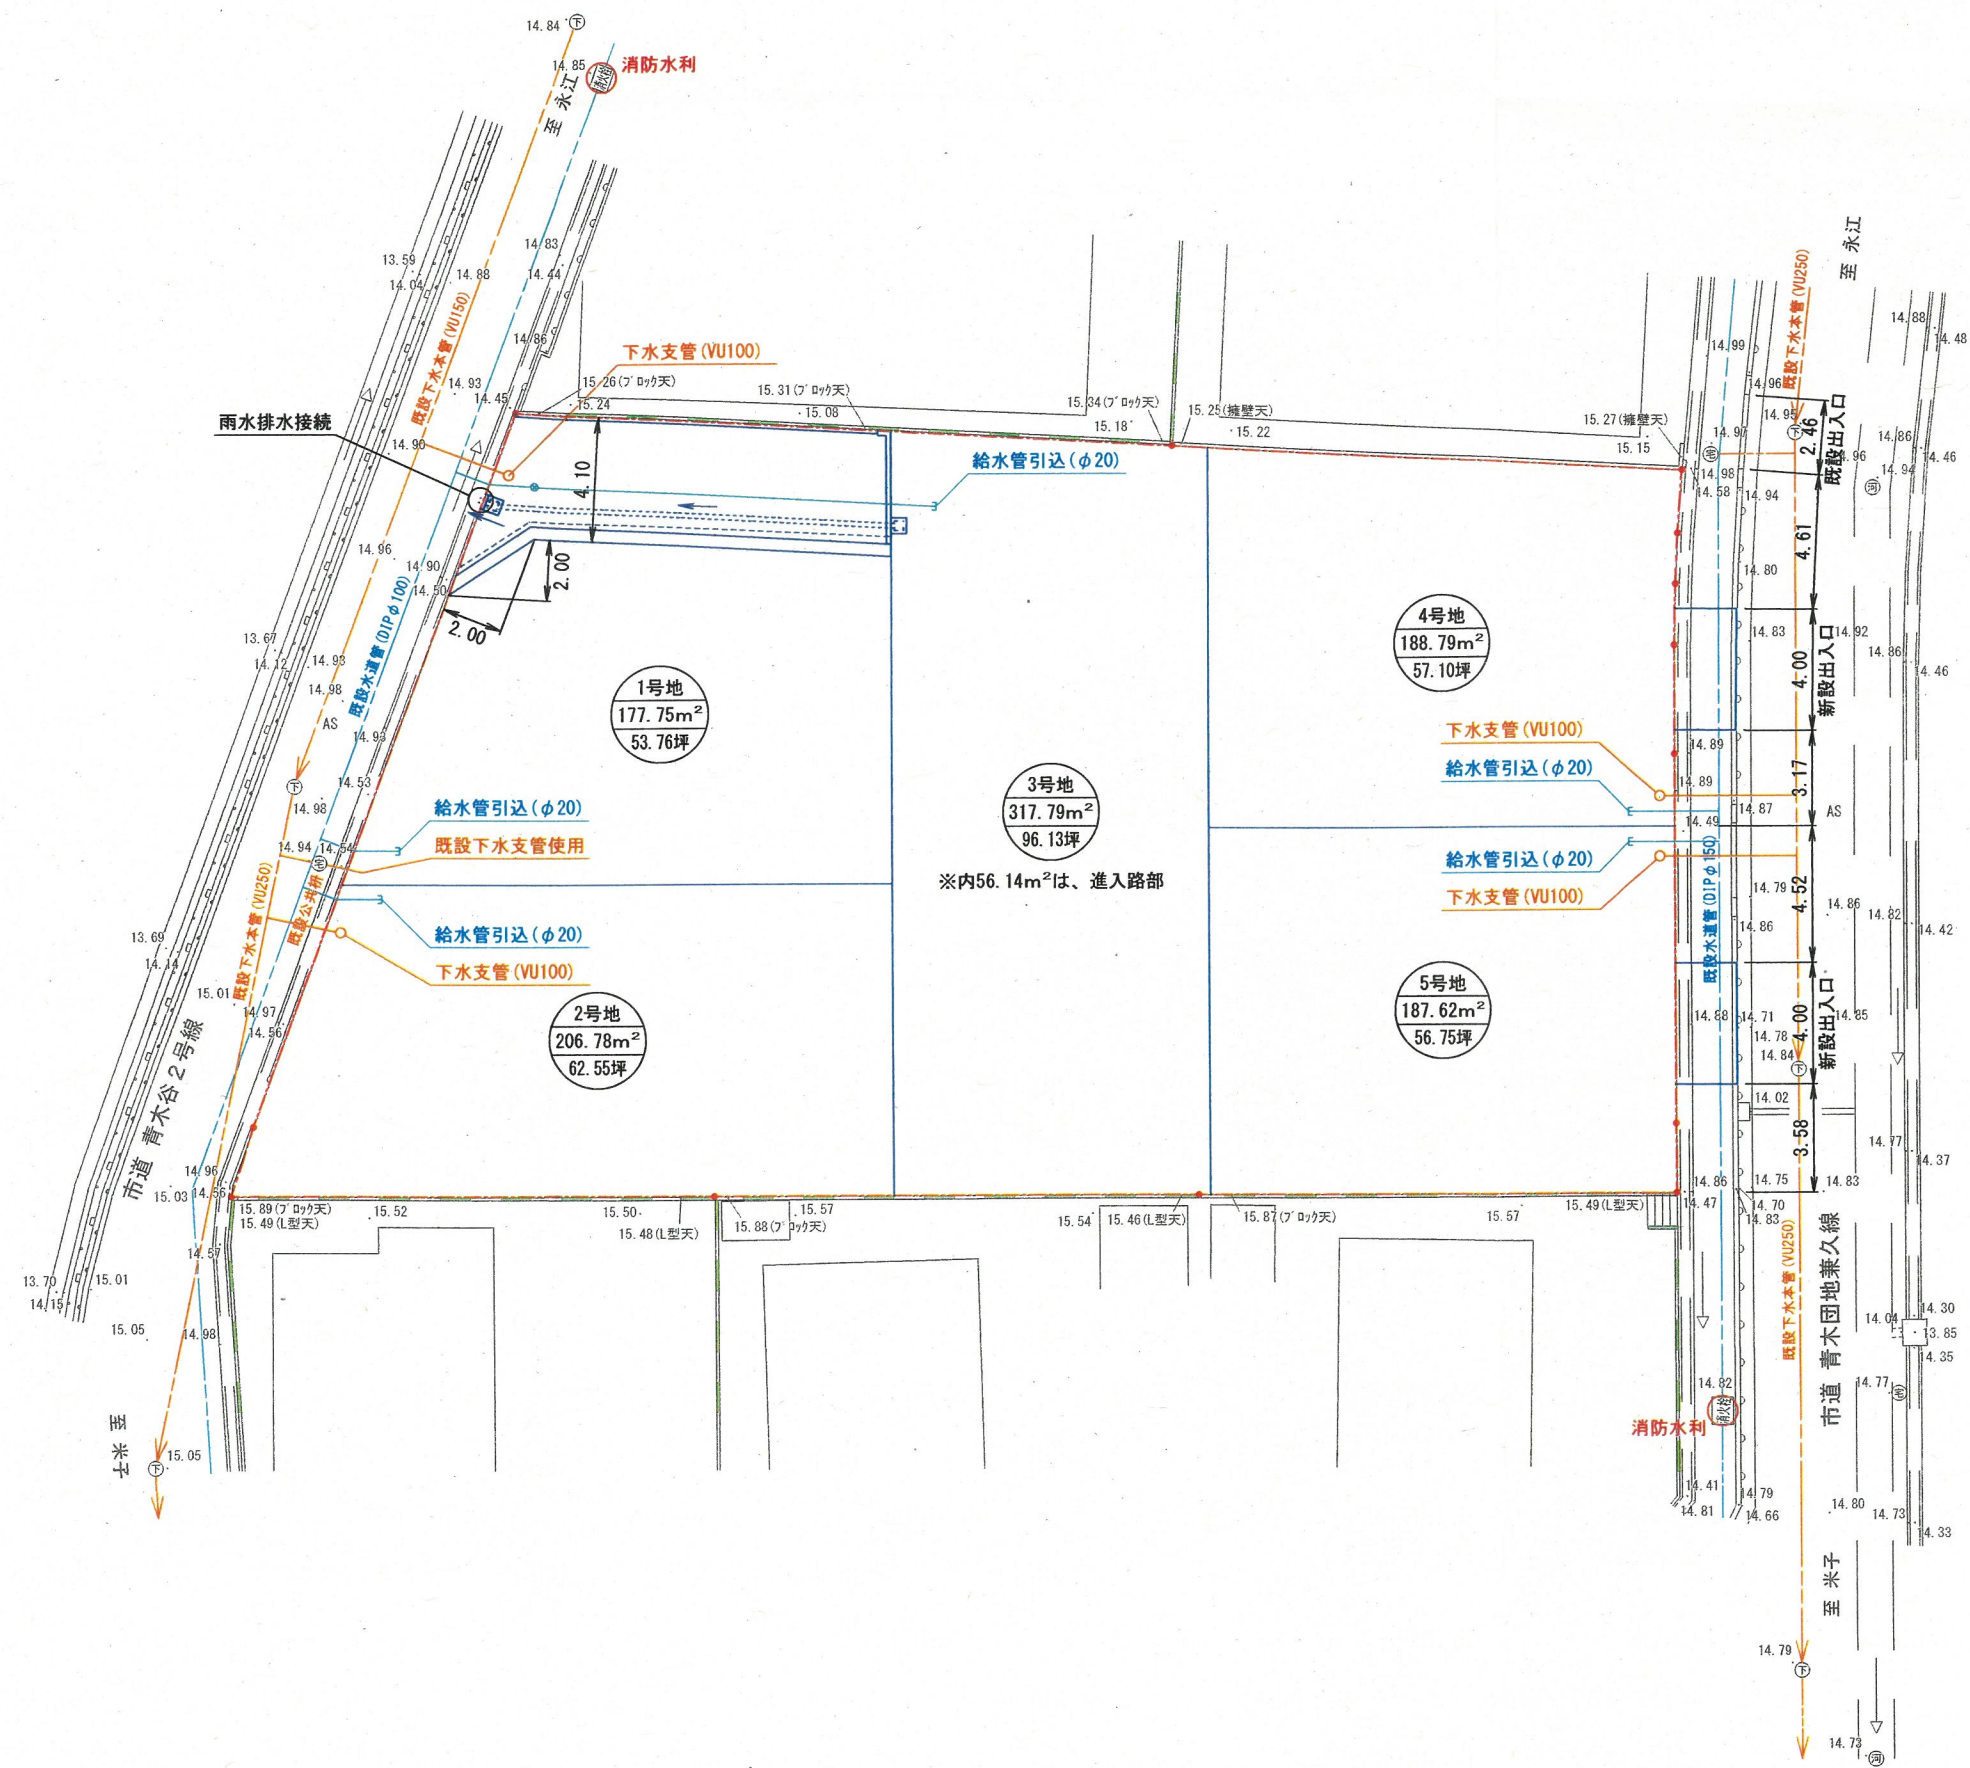 14.84
下
14.85
消火栓
消防水利
至 永江
14.83
14.88
14.44
13.59
14.04
既設下水本管(VU150)
14.86
14.93
14.45
下水支管(VU100)
15.26(ブロック天)
15.24
15.31(ブロック天)
15.08
15.34(ブロック天)
15.18
15.25(擁壁天)
15.22
15.27(擁壁天)
15.15
雨水排水接続
14.90
給水管引込(φ20)
4.10
2.00
2.00
14.96
14.90
14.50
既設水道管(DIPφ100)
13.67
14.12
14.93
14.98
AS
14.93
14.53
下
14.98
14.94
14.54
1号地
177.75m²
53.76坪
給水管引込(φ20)
既設下水支管使用
給水管引込(φ20)
下水支管(VU100)
既設公共桝
既設下水本管(VU250)
13.69
14.14
15.01
14.97
14.56
2号地
206.78m²
62.55坪
3号地
317.79m²
96.13坪
※内56.14m²は、進入路部
4号地
188.79m²
57.10坪
下水支管(VU100)
給水管引込(φ20)
給水管引込(φ20)
下水支管(VU100)
5号地
187.62m²
56.75坪
市道 青木谷2号線
14.96
15.03
14.56
15.89(ブロック天)
15.49(L型天)
15.52
15.50
15.48(L型天)
15.88(ブロック天)
15.57
15.54
15.46(L型天)
15.87(ブロック天)
15.67
15.49(L型天)
14.57
13.70
14.15
15.01
15.05
14.98
至 米子
15.05
下
至 永江
既設下水本管(VU250)
14.99
14.96
14.95
下
14.97
14.98
14.58
14.94
2.46
既設出入口
14.88
14.48
14.86
14.96
14.94
14.46
河
4.61
14.80
14.83
4.00
新設出入口
14.92
14.86
14.46
14.89
14.89
14.87
14.49
3.17
AS
既設水道管(DIPφ150)
14.79
4.52
14.86
14.86
14.82
14.42
14.88
14.71
14.78
14.84
下
4.00
新設出入口
14.85
14.02
3.58
14.77
14.37
14.86
14.75
14.83
14.47
14.70
14.83
既設下水本管(VU250)
市道 青木団地兼久線
14.04
14.30
13.85
14.35
14.77
14.82
消火栓
消防水利
14.41
14.79
14.81
14.66
14.80
14.73
14.33
至 米子
14.79
下
14.73
河